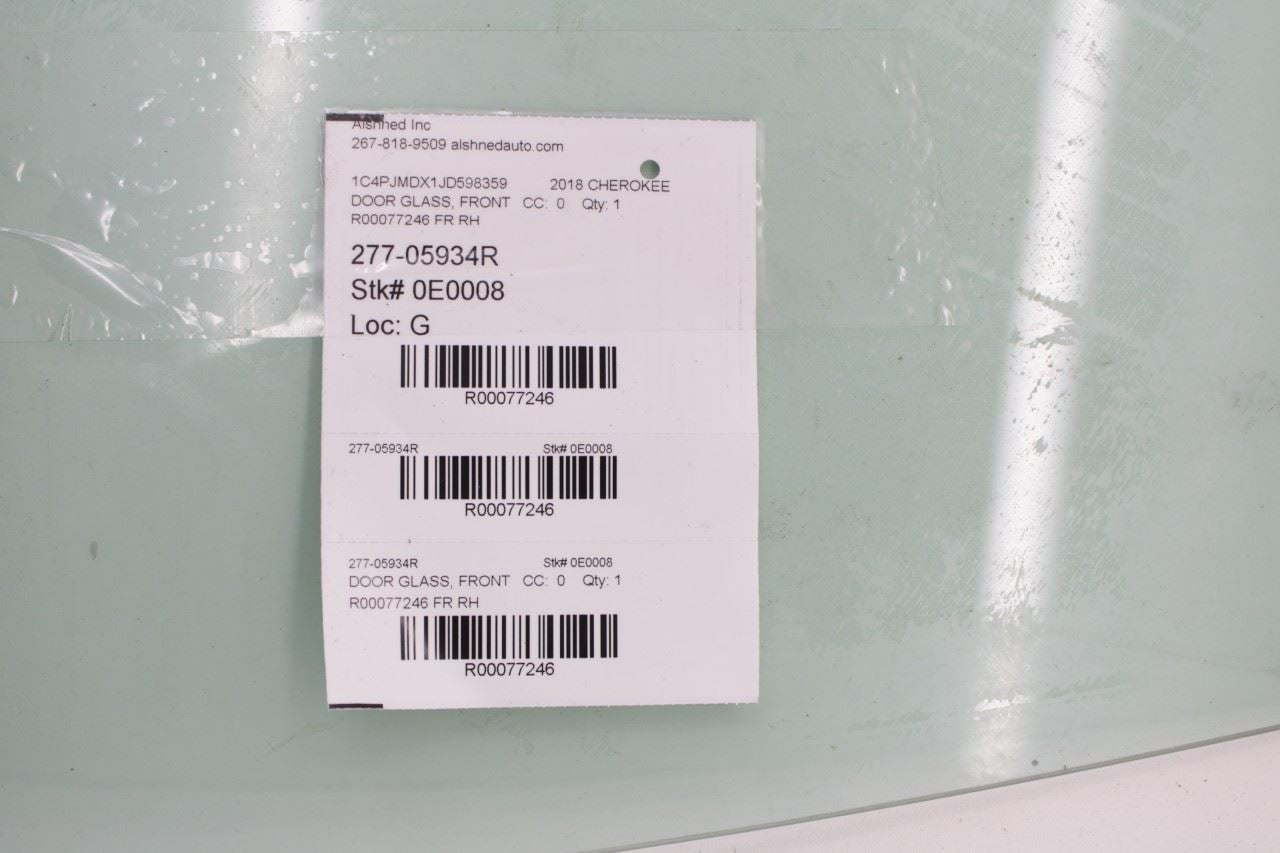 Alshned Inc
267-818-9509 alshnedauto.com
1C4PJMDX1JD598359 2018 CHEROKEE
DOOR GLASS, FRONT CC: 0 Qty: 1
R00077246 FR RH
277-05934R
Stk# 0E0008
Loc: G
R00077246
277-05934R Stk# 0E0008
R00077246
277-05934R Stk# 0E0008
DOOR GLASS, FRONT CC: 0 Qty: 1
R00077246 FR RH
R00077246